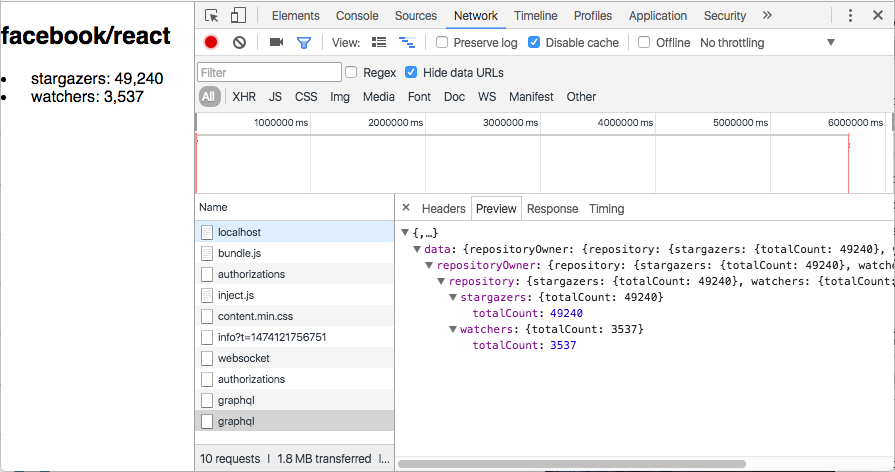 facebook/react
stargazers: 49,240
watchers: 3,537
Elements Console Sources Network Timeline Profiles Application Security »
View: Preserve log Disable cache Offline No throttling
Filter Regex Hide data URLs
All XHR JS CSS Img Media Font Doc WS Manifest Other
1000000 ms 2000000 ms 3000000 ms 4000000 ms 5000000 ms 6000000 ms
Name
localhost
bundle.js
authorizations
inject.js
content.min.css
info?t=1474121756751
websocket
authorizations
graphql
graphql
10 requests | 1.8 MB transferred | ...
× Headers Preview Response Timing
{,…}
data: {repositoryOwner: {repository: {stargazers: {totalCount: 49240},
repositoryOwner: {repository: {stargazers: {totalCount: 49240}, watche
repository: {stargazers: {totalCount: 49240}, watchers: {totalCount:
stargazers: {totalCount: 49240}
totalCount: 49240
watchers: {totalCount: 3537}
totalCount: 3537